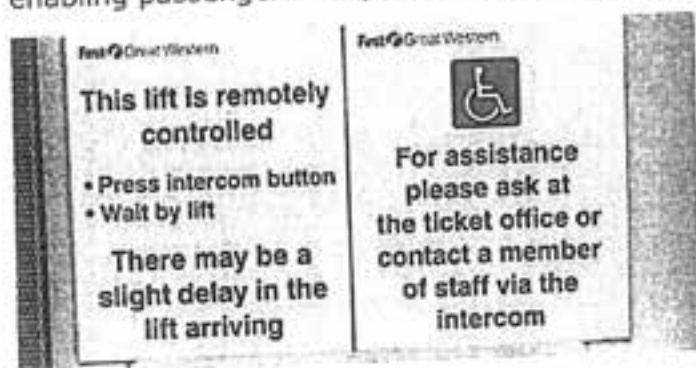 enabling passenger
First Great Western
This lift is remotely
controlled
• Press intercom button
• Wait by lift
There may be a
slight delay in the
lift arriving
First Great Western
For assistance
please ask at
the ticket office or
contact a member
of staff via the
intercom